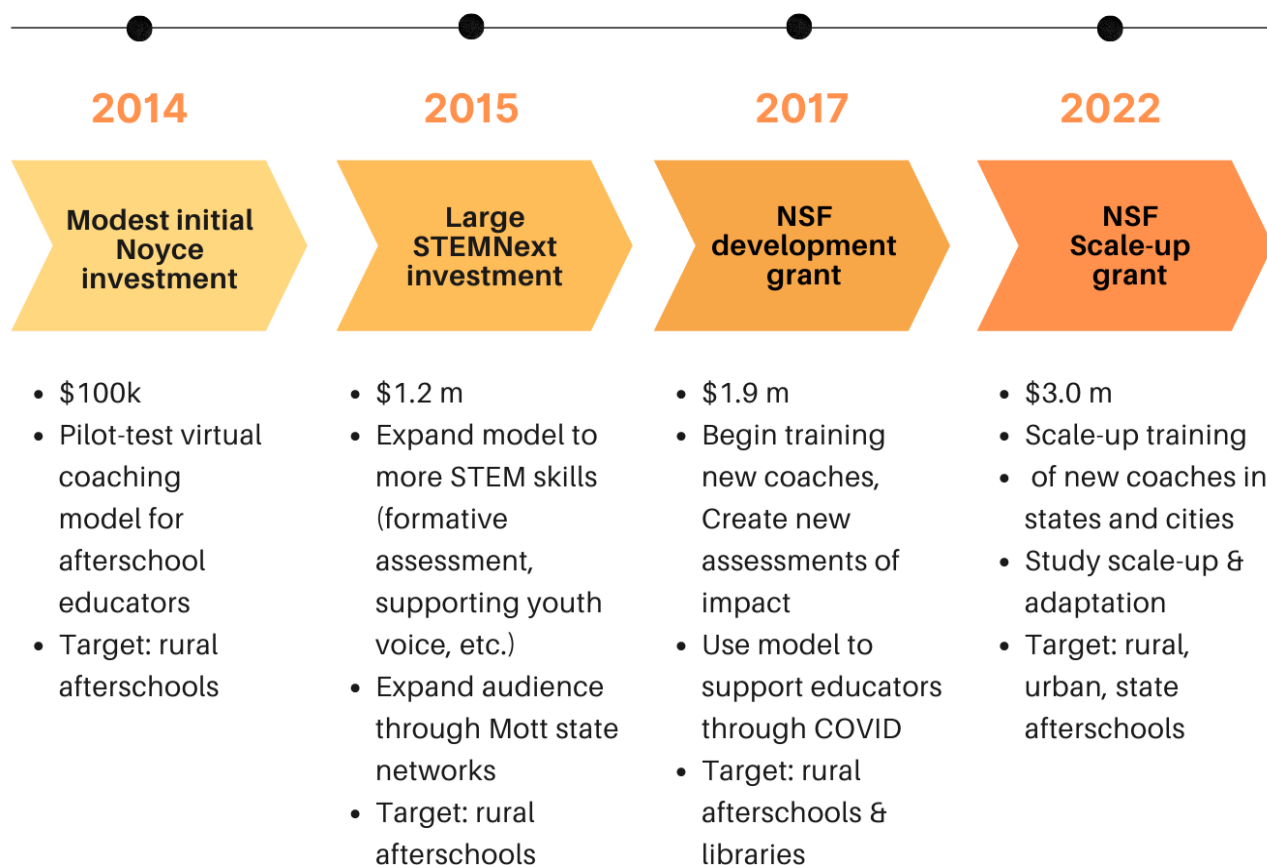 2014
Modest initial
Noyce
investment
• $100k
• Pilot-test virtual
coaching
model for
afterschool
educators
• Target: rural
afterschools
2015
Large
STEMNext
investment
• $1.2 m
• Expand model to
more STEM skills
(formative
assessment,
supporting youth
voice, etc.)
• Expand audience
through Mott state
networks
• Target: rural
afterschools
2017
NSF
development
grant
• $1.9 m
• Begin training
new coaches,
Create new
assessments of
impact
• Use model to
support educators
through COVID
• Target: rural
afterschools &
libraries
2022
NSF
Scale-up
grant
• $3.0 m
• Scale-up training
• of new coaches in
states and cities
• Study scale-up &
adaptation
• Target: rural,
urban, state
afterschools